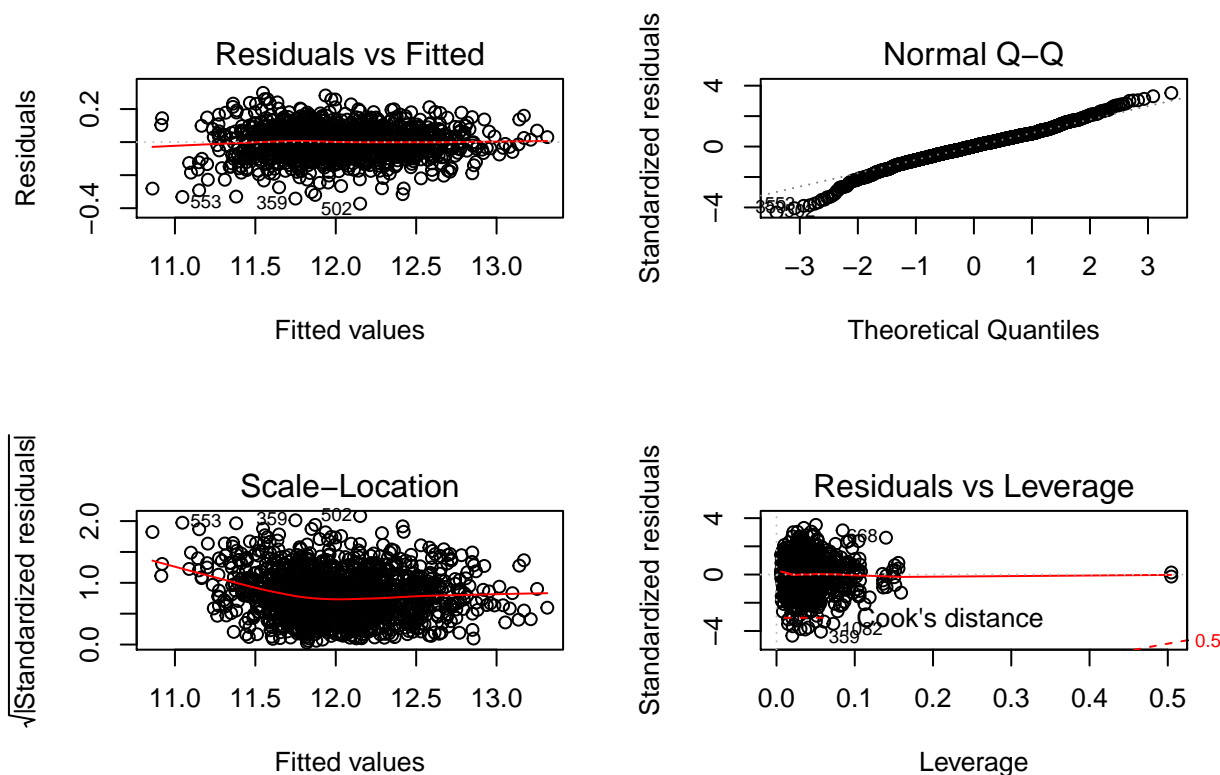 Residuals vs Fitted
Residuals
0.2
−0.4
553
359
502
11.0 11.5 12.0 12.5 13.0
Fitted values
Normal Q−Q
Standardized residuals
4
0
−4
−3 −2 −1 0 1 2 3
Theoretical Quantiles
Scale−Location
√|Standardized residuals|
2.0
1.0
0.0
553
359
502
11.0 11.5 12.0 12.5 13.0
Fitted values
Residuals vs Leverage
Standardized residuals
4
0
−4
668
Cook's distance
1082
359
0.5
0.0 0.1 0.2 0.3 0.4 0.5
Leverage